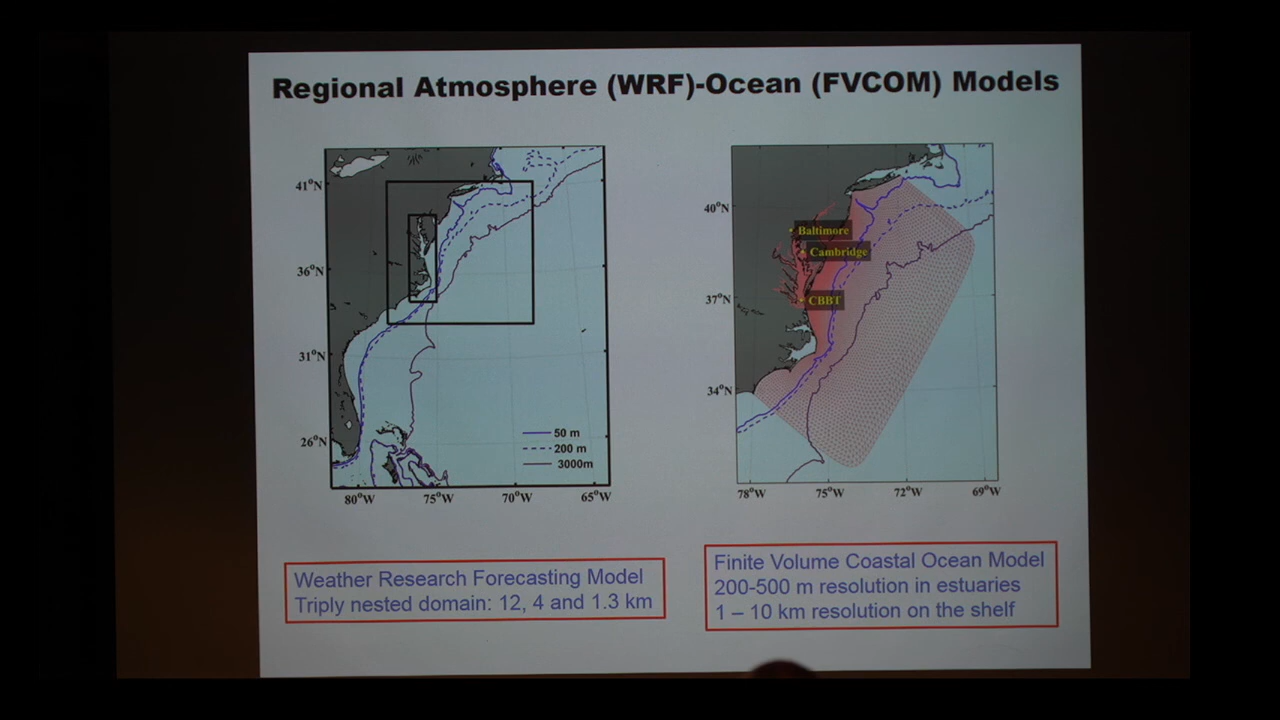 Regional Atmosphere (WRF)-Ocean (FVCOM) Models
41°N
36°N
31°N
26°N
50 m
200 m
3000m
80°W 75°W 70°W 65°W
40°N
37°N
34°N
Baltimore
Cambridge
CBBT
78°W 75°W 72°W 69°W
Weather Research Forecasting Model
Triply nested domain: 12, 4 and 1.3 km
Finite Volume Coastal Ocean Model
200-500 m resolution in estuaries
1 – 10 km resolution on the shelf